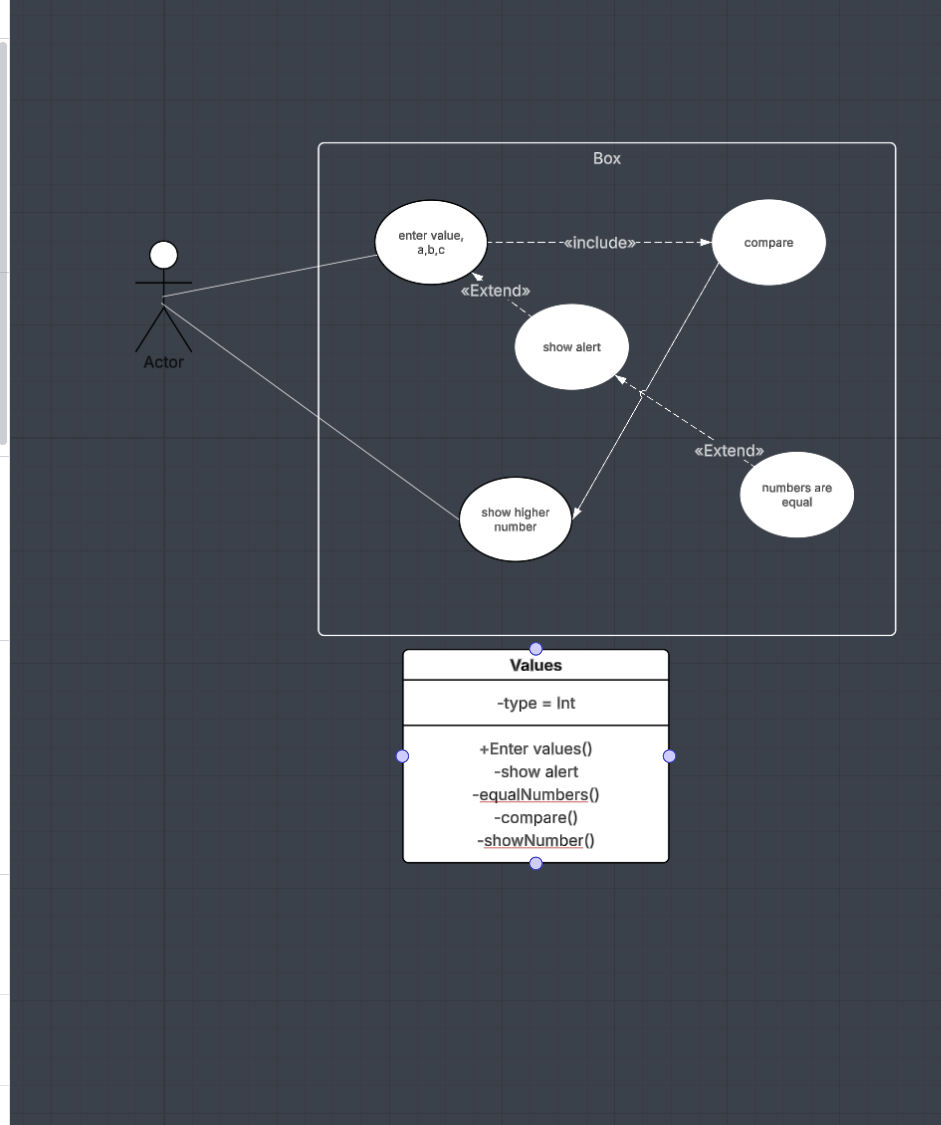 Box
enter value,
a,b,c
«include»
compare
«Extend»
show alert
Actor
«Extend»
numbers are
equal
show higher
number
Values
-type = Int
+Enter values()
-show alert
-equalNumbers()
-compare()
-showNumber()